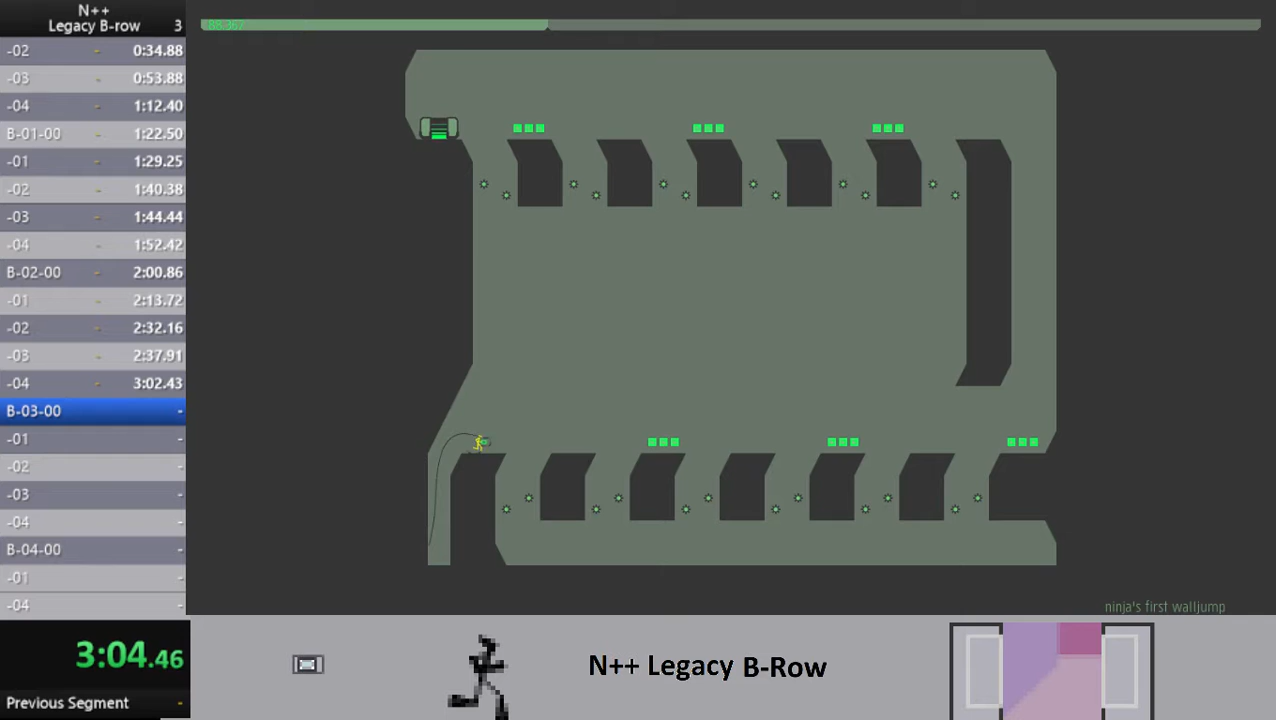 N++
Legacy B-row 3
-02 - 0:34.88
-03 - 0:53.88
-04 - 1:12.40
B-01-00 - 1:22.50
-01 - 1:29.25
-02 - 1:40.38
-03 - 1:44.44
-04 - 1:52.42
B-02-00 - 2:00.86
-01 - 2:13.72
-02 - 2:32.16
-03 - 2:37.91
-04 - 3:02.43
B-03-00 -
-01 -
-02 -
-03 -
-04 -
B-04-00 -
-01 -
-04 -
3:04.46
Previous Segment -
88.367
ninja's first walljump
N++ Legacy B-Row